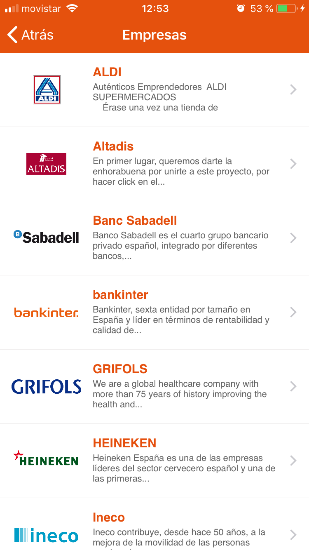 movistar 12:53 53 %
Atrás Empresas
ALDI
ALDI
Auténticos Emprendedores ALDI
SUPERMERCADOS
Érase una vez una tienda de
ALTADIS
Altadis
En primer lugar, queremos darte la
enhorabuena por unirte a este proyecto, por
hacer click en el...
Sabadell
Banc Sabadell
Banco Sabadell es el cuarto grupo bancario
privado español, integrado por diferentes
bancos,...
bankinter.
bankinter
Bankinter, sexta entidad por tamaño en
España y líder en términos de rentabilidad y
calidad de...
GRIFOLS
GRIFOLS
We are a global healthcare company with
more than 75 years of history improving the
health and...
HEINEKEN
HEINEKEN
Heineken España es una de las empresas
líderes del sector cervecero español y una de
las primeras...
ineco
Ineco
Ineco contribuye, desde hace 50 años, a la
mejora de la movilidad de las personas